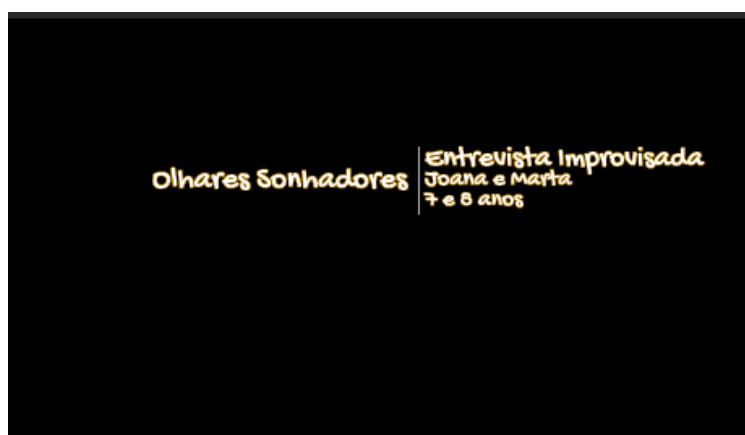 Olhares Sonhadores
Entrevista Improvisada
Joana e Marta
7 e 8 anos